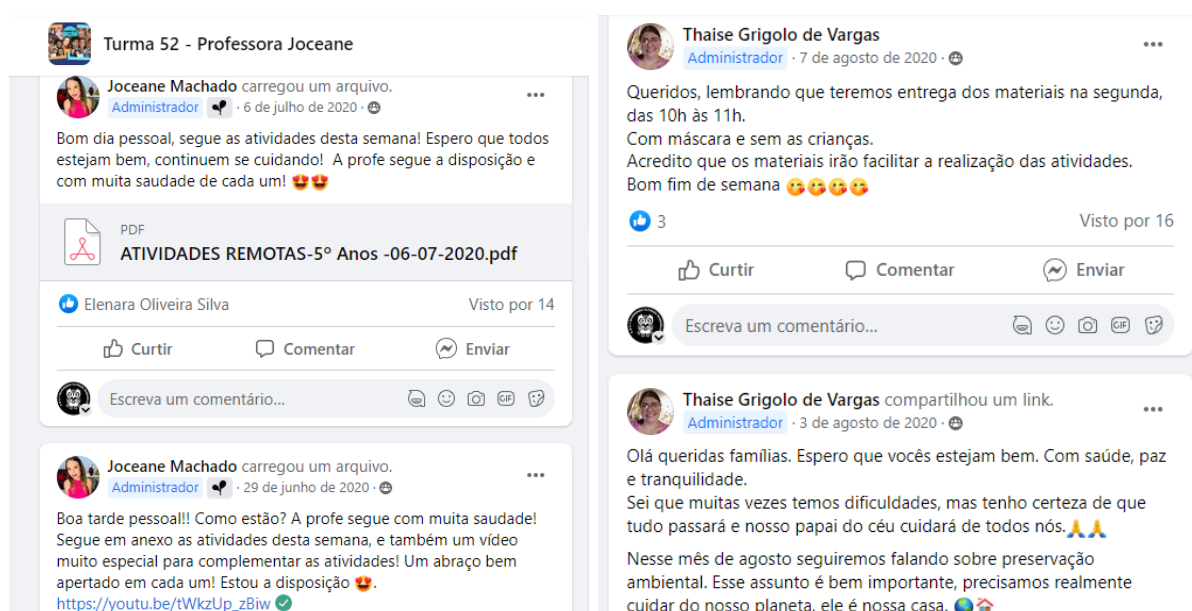 Turma 52 - Professora Joceane
Joceane Machado carregou um arquivo.
Administrador · 6 de julho de 2020 ·
Bom dia pessoal, segue as atividades desta semana! Espero que todos
estejam bem, continuem se cuidando! A profe segue a disposição e
com muita saudade de cada um! 😍😍
PDF
ATIVIDADES REMOTAS-5º Anos -06-07-2020.pdf
Elenara Oliveira Silva
Visto por 14
Curtir
Comentar
Enviar
Escreva um comentário...
GIF
Joceane Machado carregou um arquivo.
Administrador · 29 de junho de 2020 ·
Boa tarde pessoal!! Como estão? A profe segue com muita saudade!
Segue em anexo as atividades desta semana, e também um vídeo
muito especial para complementar as atividades! Um abraço bem
apertado em cada um! Estou a disposição 😍.
https://youtu.be/tWkzUp_zBiw
Thaise Grigolo de Vargas
Administrador · 7 de agosto de 2020 ·
Queridos, lembrando que teremos entrega dos materiais na segunda,
das 10h às 11h.
Com máscara e sem as crianças.
Acredito que os materiais irão facilitar a realização das atividades.
Bom fim de semana 😋😋😋😋
3
Visto por 16
Curtir
Comentar
Enviar
Escreva um comentário...
GIF
Thaise Grigolo de Vargas compartilhou um link.
Administrador · 3 de agosto de 2020 ·
Olá queridas famílias. Espero que vocês estejam bem. Com saúde, paz
e tranquilidade.
Sei que muitas vezes temos dificuldades, mas tenho certeza de que
tudo passará e nosso papai do céu cuidará de todos nós.🙏🙏
Nesse mês de agosto seguiremos falando sobre preservação
ambiental. Esse assunto é bem importante, precisamos realmente
cuidar do nosso planeta, ele é nossa casa. 🌎🏠